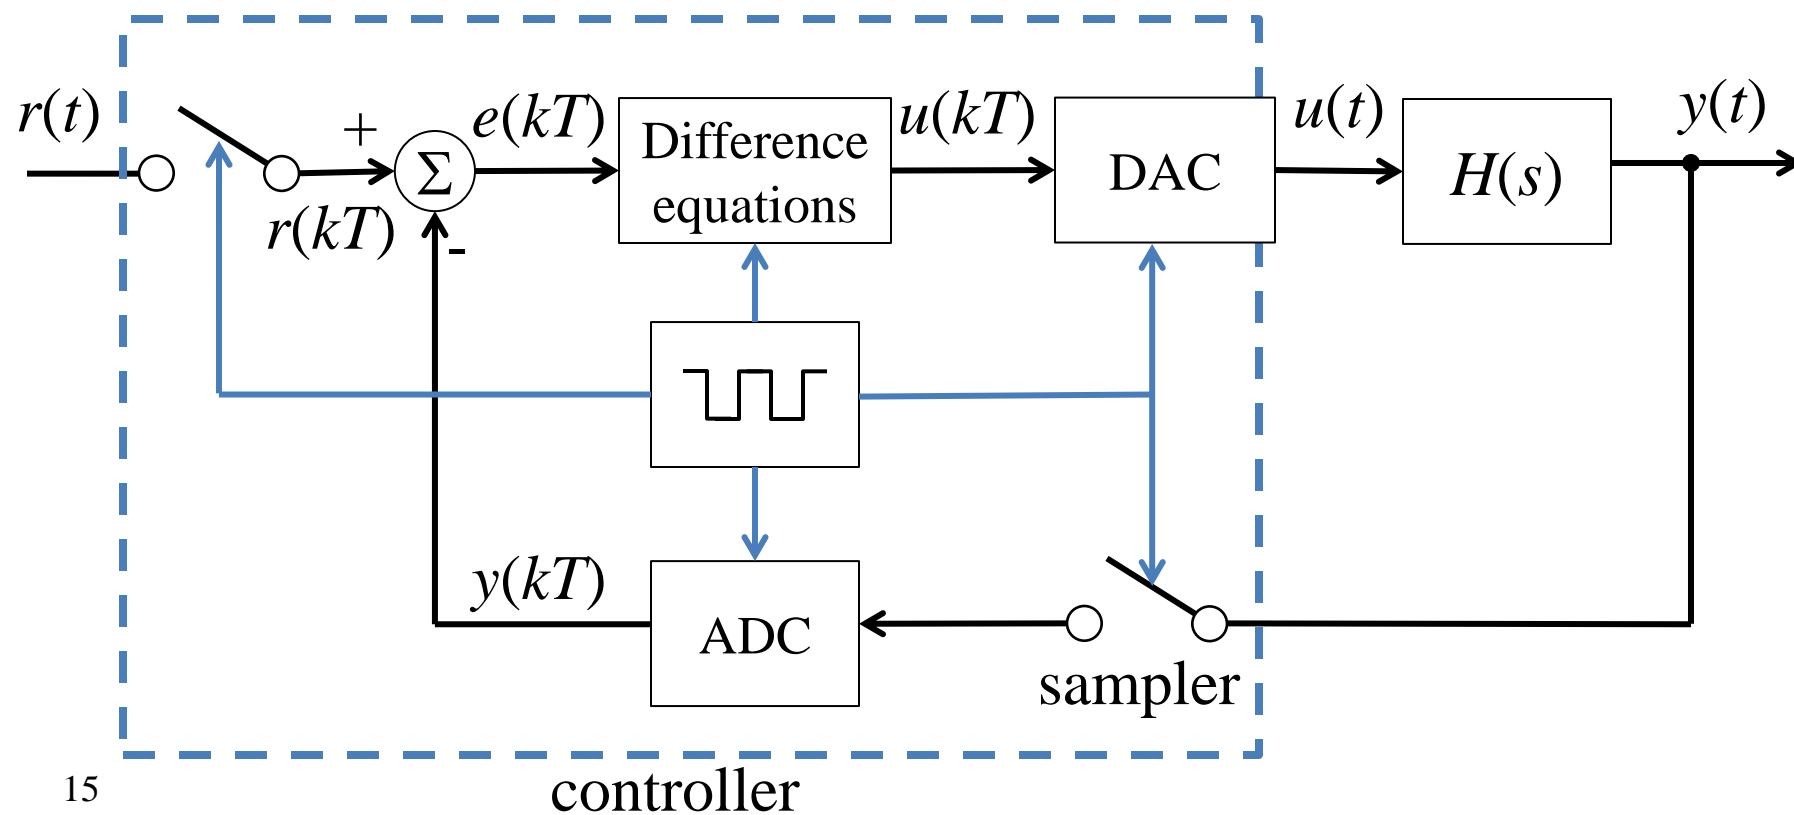 r(t)
+
e(kT)
Difference
equations
u(kT)
DAC
u(t)
H(s)
y(t)
Σ
r(kT)
-
y(kT)
ADC
sampler
controller
15